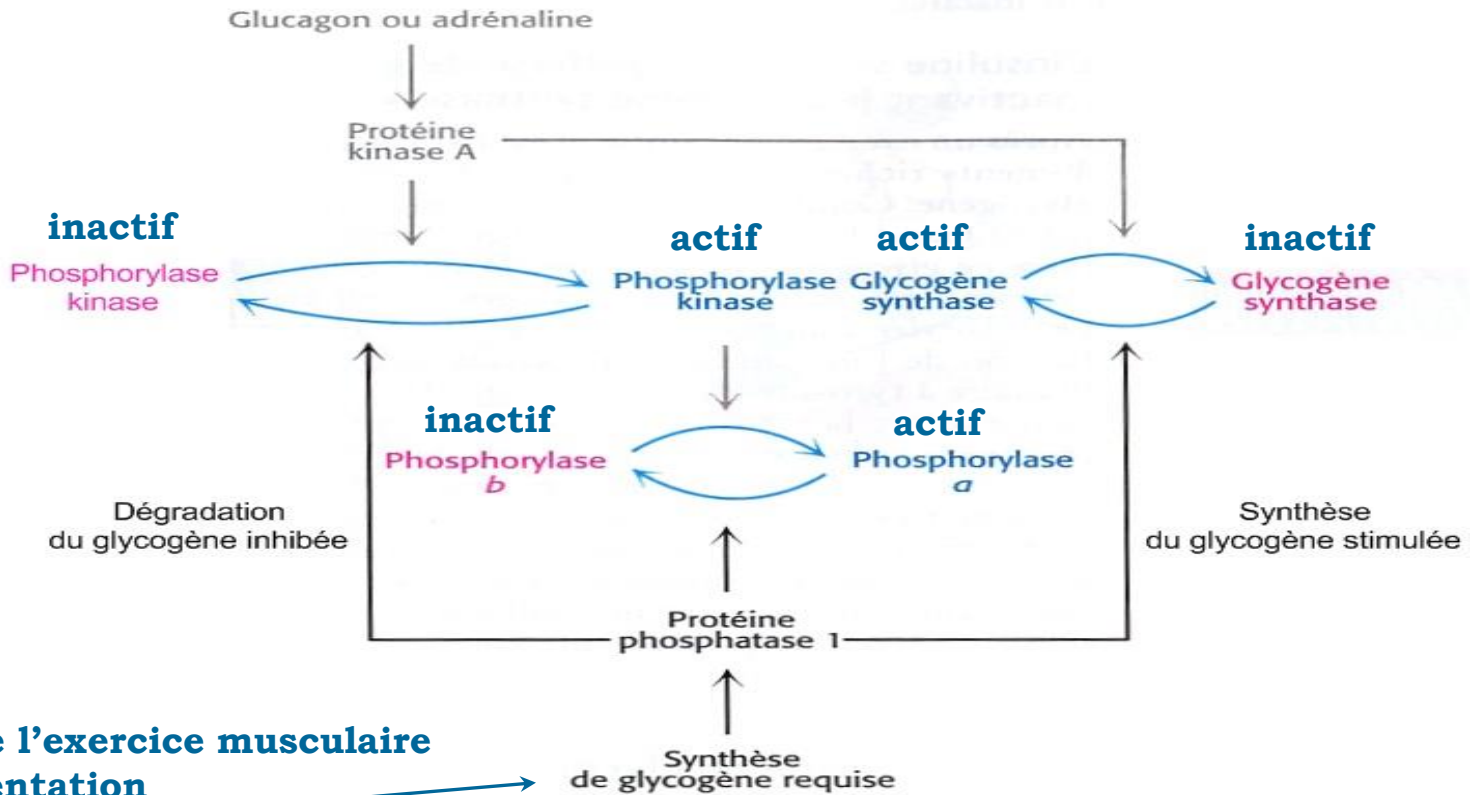 Glucagon ou adrénaline
Protéine
kinase A
inactif
actif
actif
inactif
Phosphorylase
kinase
Phosphorylase
kinase
Glycogène
synthase
Glycogène
synthase
inactif
actif
Phosphorylase
b
Phosphorylase
a
Dégradation
du glycogène inhibée
Synthèse
du glycogène stimulée
Protéine
phosphatase 1
l'exercice musculaire
Synthèse
de glycogène requise